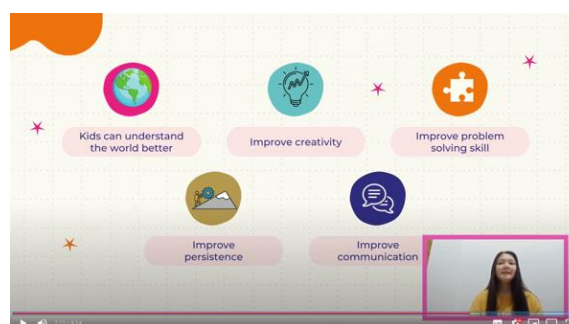 Kids can understand
the world better
Improve creativity
Improve problem
solving skill
Improve
persistence
Improve
communication